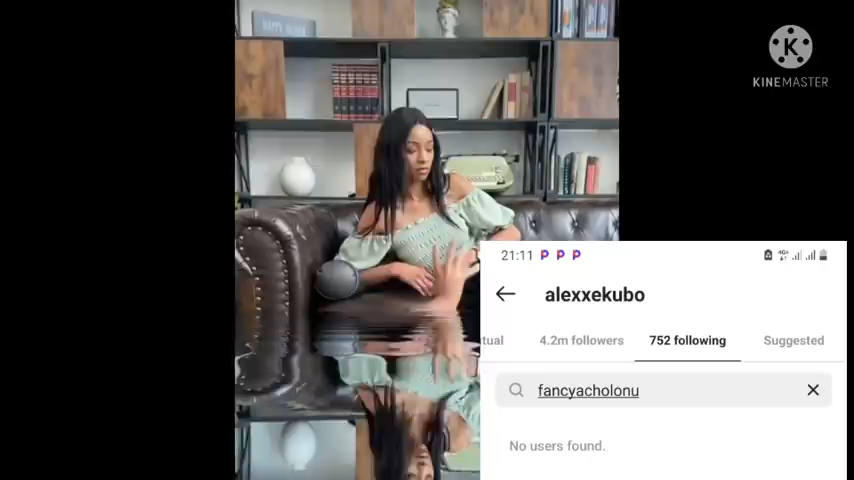 KINEMASTER
21:11
alexxekubo
tual
4.2m followers
752 following
Suggested
fancyacholonu
No users found.